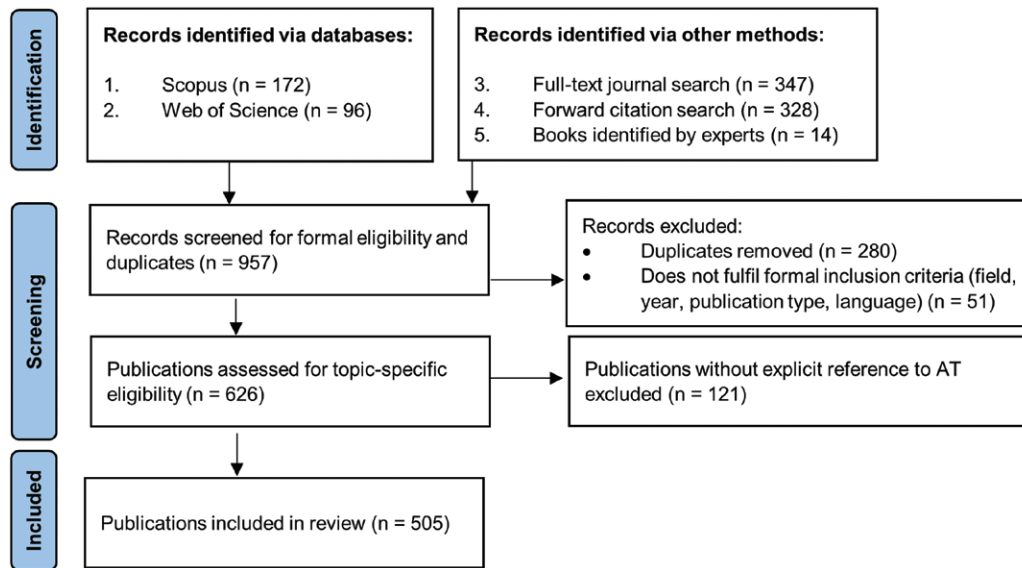 Identification
Records identified via databases:
1. Scopus (n = 172)
2. Web of Science (n = 96)
Records identified via other methods:
3. Full-text journal search (n = 347)
4. Forward citation search (n = 328)
5. Books identified by experts (n = 14)
Screening
Records screened for formal eligibility and
duplicates (n = 957)
Records excluded:
• Duplicates removed (n = 280)
• Does not fulfil formal inclusion criteria (field,
year, publication type, language) (n = 51)
Publications assessed for topic-specific
eligibility (n = 626)
Publications without explicit reference to AT
excluded (n = 121)
Included
Publications included in review (n = 505)